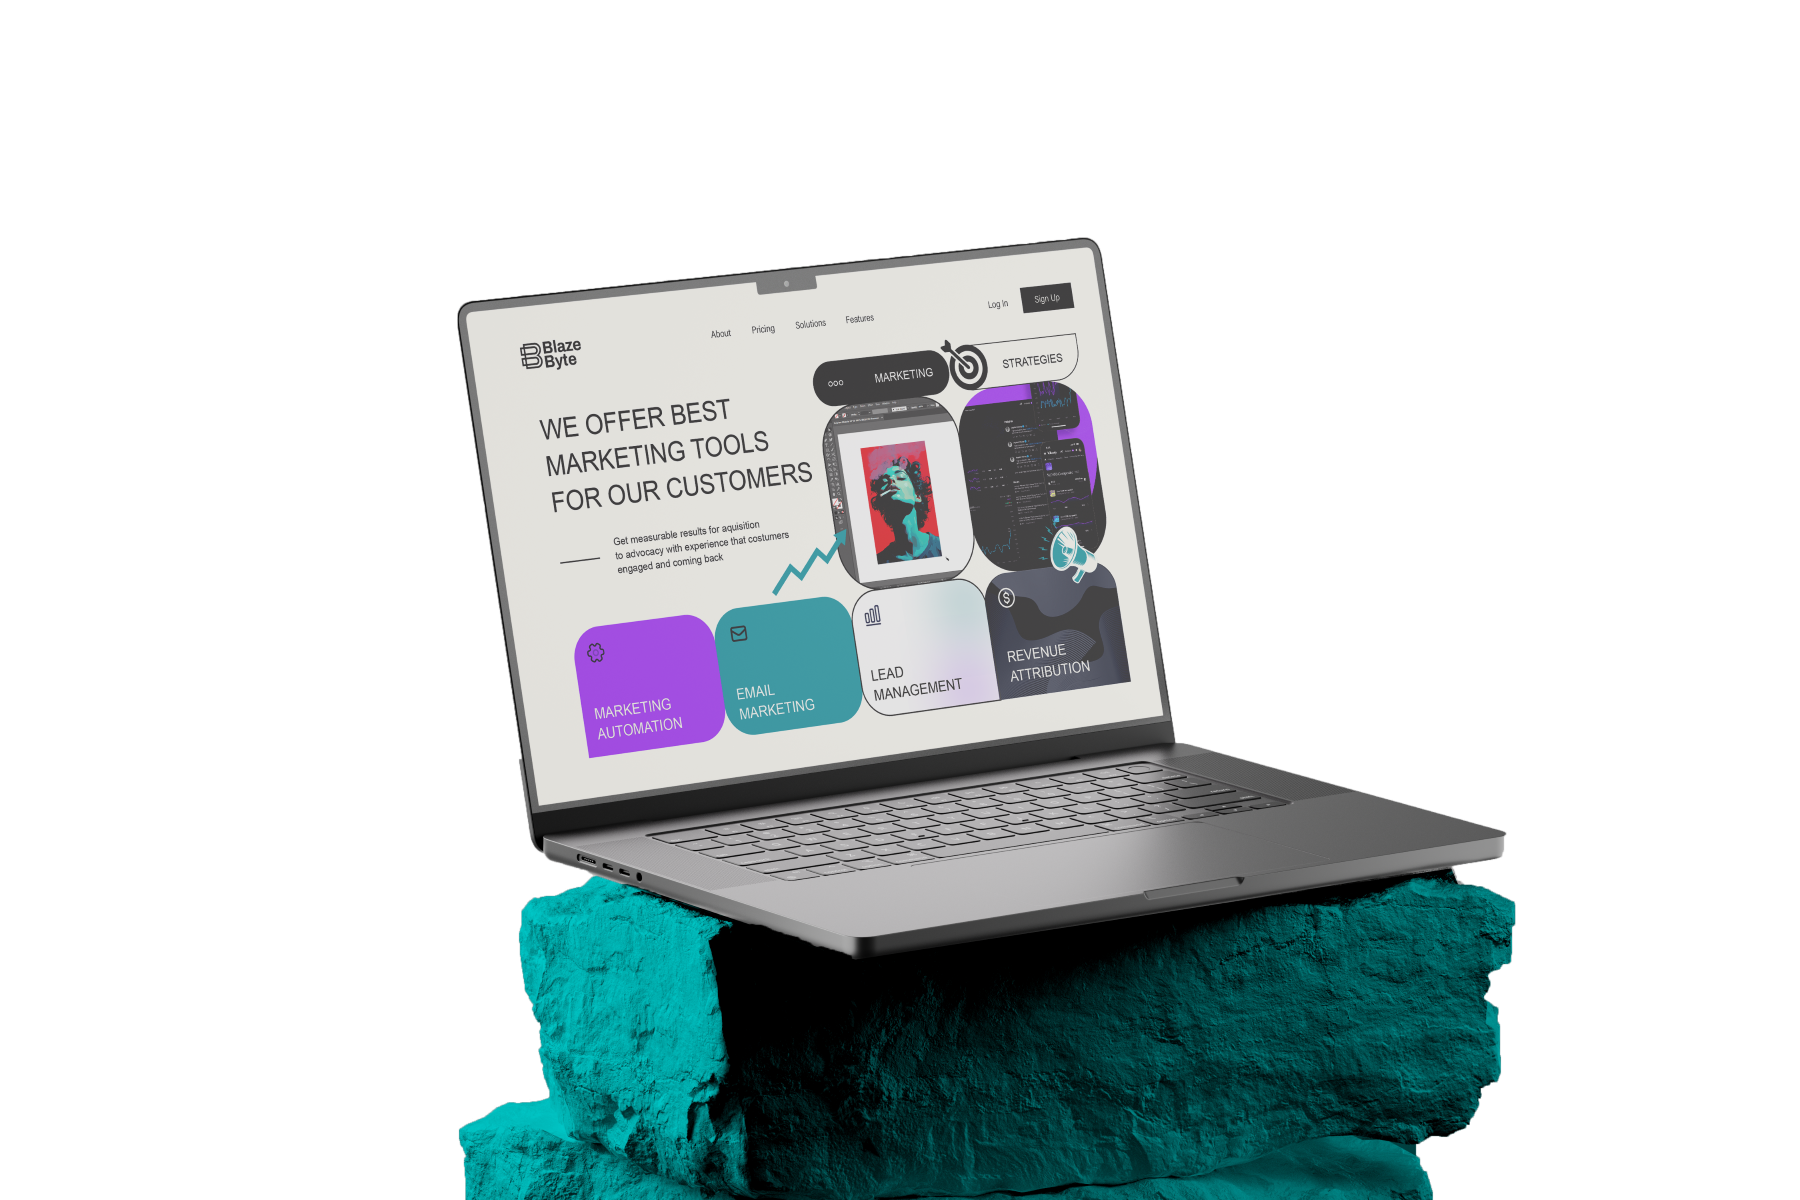 Blaze
Byte
About
Pricing
Solutions
Features
Log In
Sign Up
WE OFFER BEST
MARKETING TOOLS
FOR OUR CUSTOMERS
Get measurable results for aquisition
to advocacy with experience that costumers
engaged and coming back
MARKETING
STRATEGIES
MARKETING
AUTOMATION
EMAIL
MARKETING
LEAD
MANAGEMENT
$
REVENUE
ATTRIBUTION